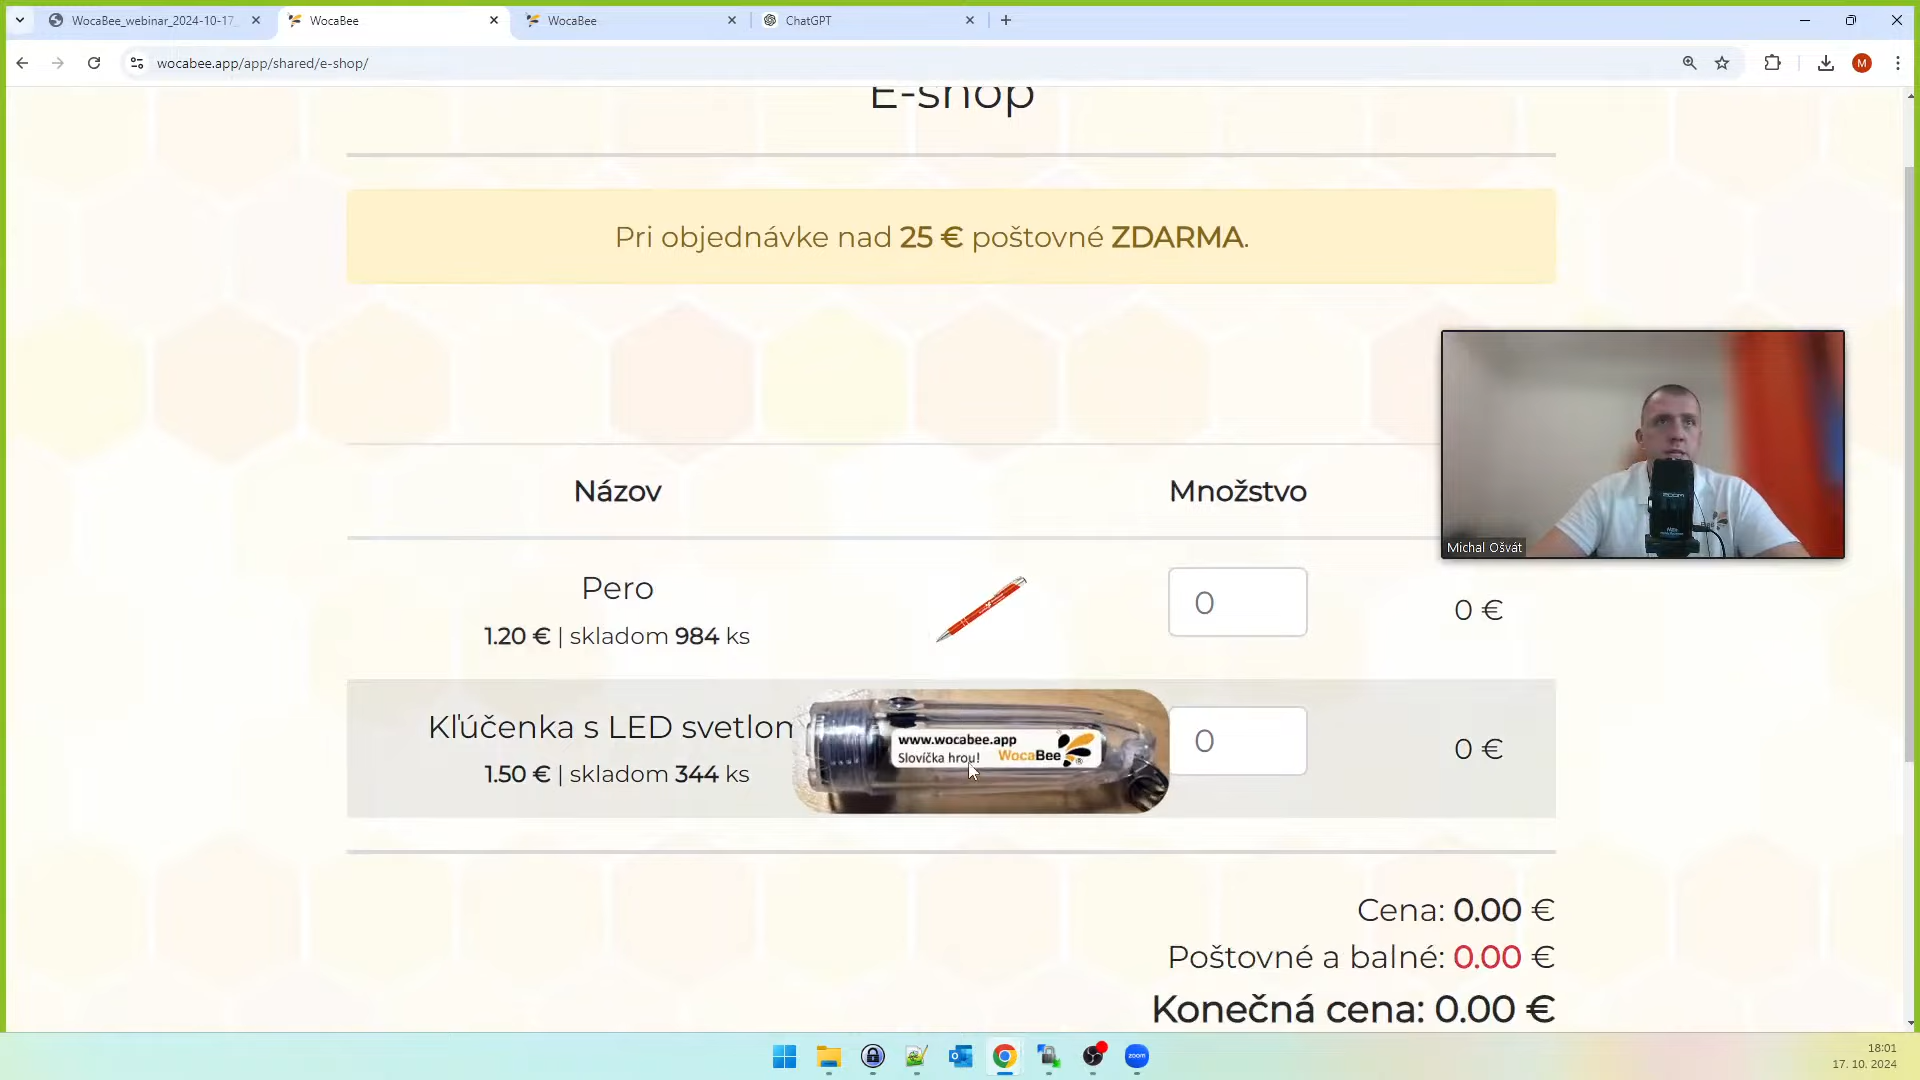 WocaBee_webinar_2024-10-17_
WocaBee
WocaBee
ChatGPT
wocabee.app/app/shared/e-shop/
M
E-shop
Pri objednávke nad 25 € poštovné ZDARMA.
Názov
Množstvo
Michal Ošvát
Pero
1.20 € | skladom 984 ks
0
0 €
Kľúčenka s LED svetlom
1.50 € | skladom 344 ks
www.wocabee.app
Slovíčka hrou!
WocaBee
0
0 €
Cena: 0.00 €
Poštovné a balné: 0.00 €
Konečná cena: 0.00 €
zoom
18:01
17. 10. 2024